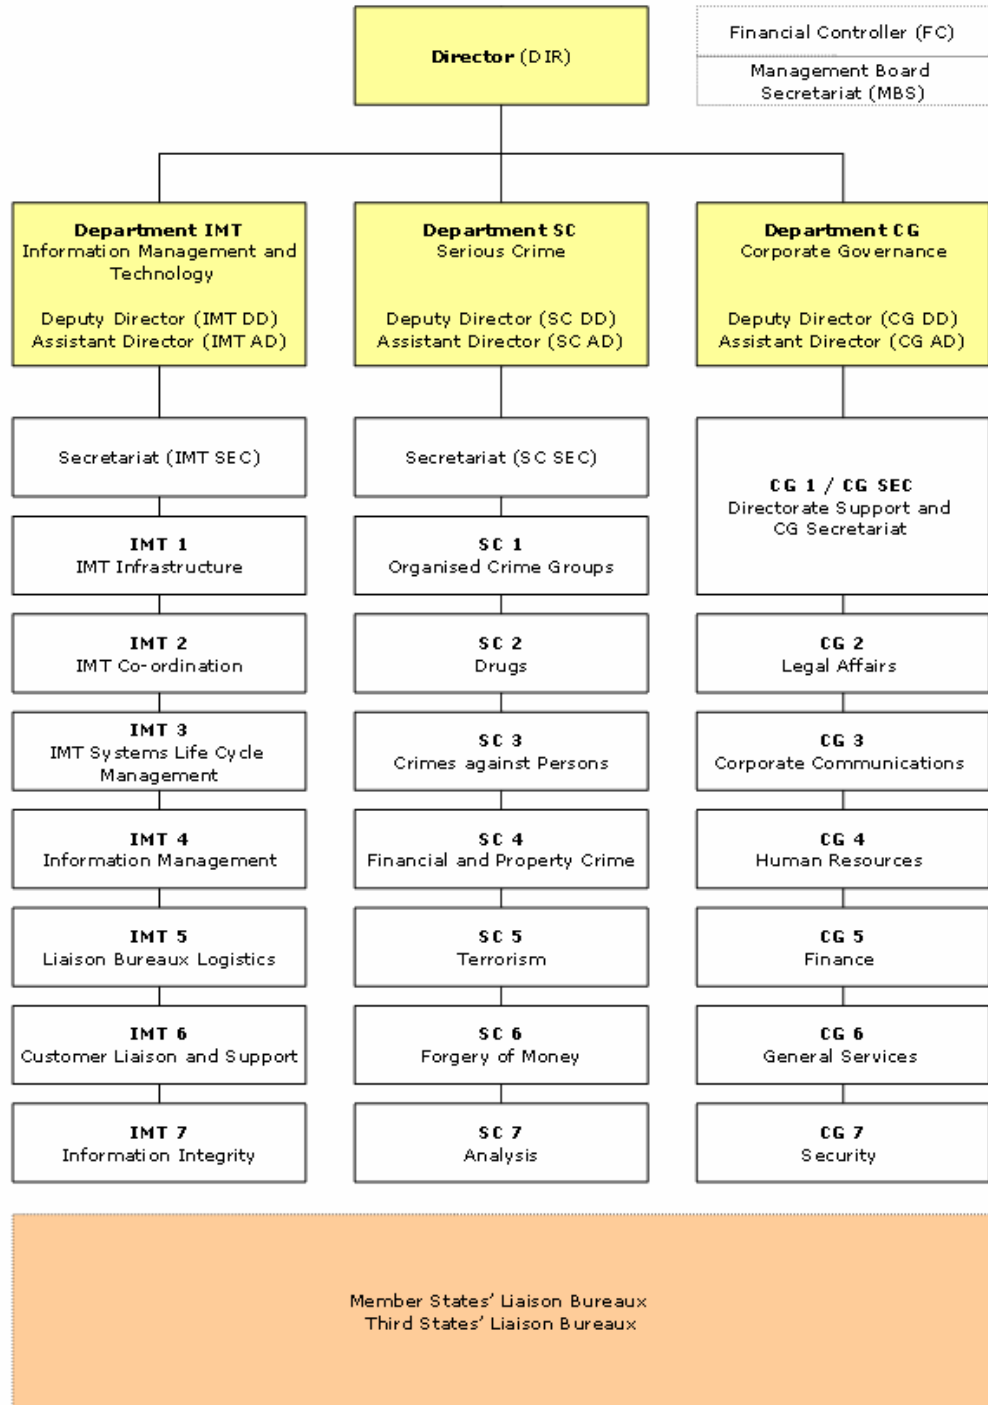 Director (DIR)
Financial Controller (FC)
Management Board
Secretariat (MBS)
Department IMT
Information Management and
Technology
Deputy Director (IMT DD)
Assistant Director (IMT AD)
Department SC
Serious Crime
Deputy Director (SC DD)
Assistant Director (SC AD)
Department CG
Corporate Governance
Deputy Director (CG DD)
Assistant Director (CG AD)
Secretariat (IMT SEC)
IMT 1
IMT Infrastructure
IMT 2
IMT Co-ordination
IMT 3
IMT Systems Life Cycle
Management
IMT 4
Information Management
IMT 5
Liaison Bureaux Logistics
IMT 6
Customer Liaison and Support
IMT 7
Information Integrity
Secretariat (SC SEC)
SC 1
Organised Crime Groups
SC 2
Drugs
SC 3
Crimes against Persons
SC 4
Financial and Property Crime
SC 5
Terrorism
SC 6
Forgery of Money
SC 7
Analysis
CG 1 / CG SEC
Directorate Support and
CG Secretariat
CG 2
Legal Affairs
CG 3
Corporate Communications
CG 4
Human Resources
CG 5
Finance
CG 6
General Services
CG 7
Security
Member States' Liaison Bureaux
Third States' Liaison Bureaux